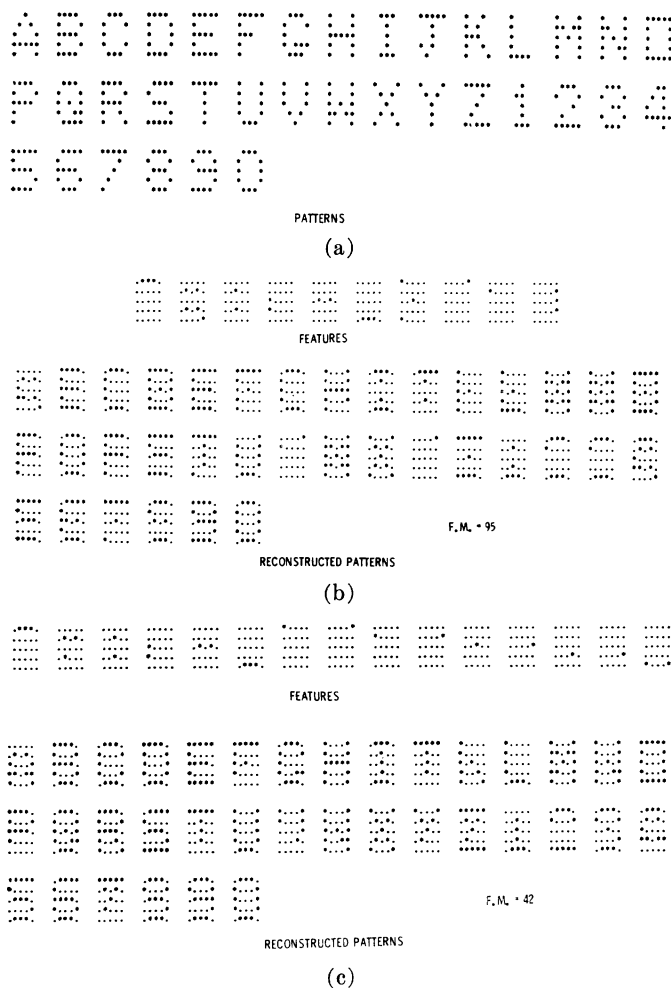 A B C D E F G H I J K L M N O
P Q R S T U V W X Y Z 1 2 3 4
5 6 7 8 9 0
PATTERNS
(a)
FEATURES
F.M. = 95
RECONSTRUCTED PATTERNS
(b)
FEATURES
F.M. = 42
RECONSTRUCTED PATTERNS
(c)